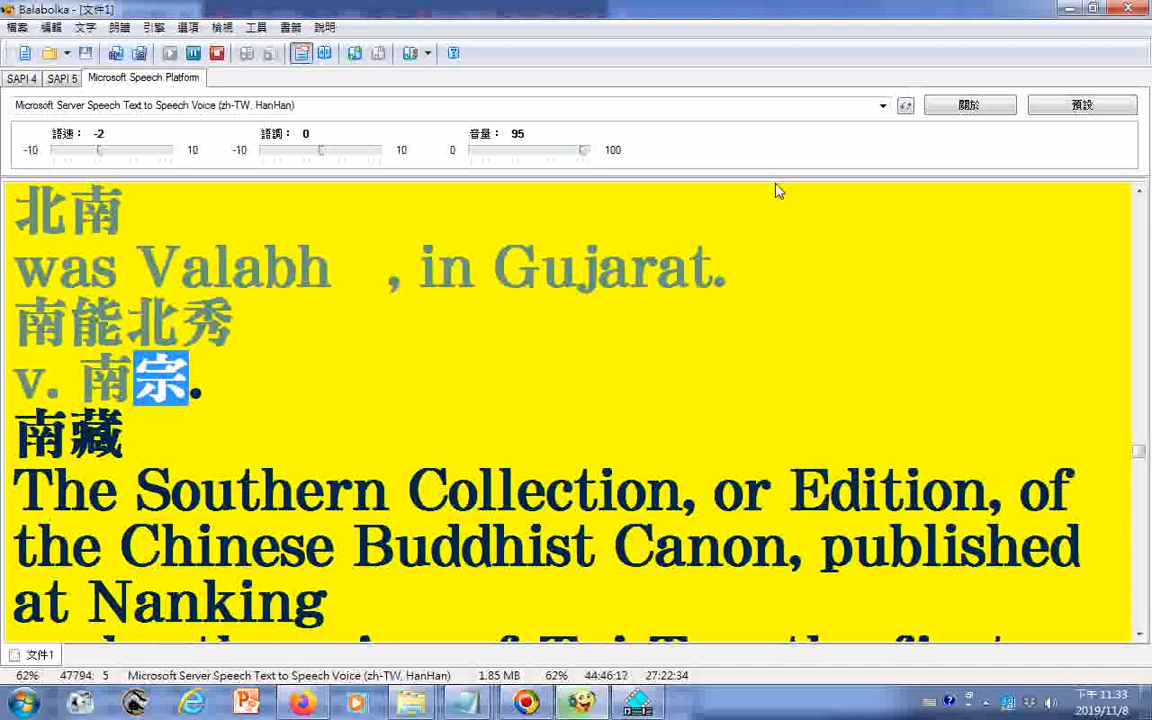 Balabolka - [文件1]
檔案 編輯 文字 朗讀 引擎 選項 檢視 工具 書籤 說明
SAPI 4 SAPI 5 Microsoft Speech Platform
Microsoft Server Speech Text to Speech Voice (zh-TW, HanHan) 關於 預設
語速： -2 語調： 0 音量： 95
-10 10 -10 10 0 100
北南
was Valabh , in Gujarat.
南能北秀
v. 南宗.
南藏
The Southern Collection, or Edition, of
the Chinese Buddhist Canon, published
at Nanking
文件1
62% 47794: 5 Microsoft Server Speech Text to Speech Voice (zh-TW, HanHan) 1.85 MB 62% 44:46:17 27:22:34
下午 11:33
2019/11/8